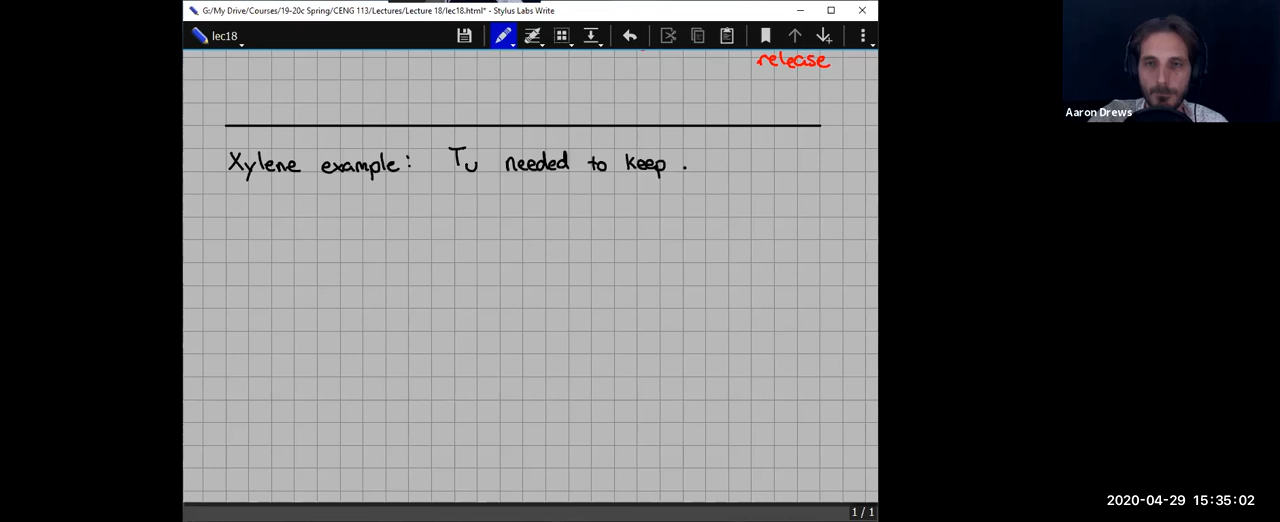 G:/My Drive/Courses/19-20c Spring/CENG 113/Lectures/Lecture 18/lec18.html* - Stylus Labs Write
lec18
release
Aaron Drews
Xylene example: Tu needed to keep .
2020-04-29 15:35:02
1 / 1